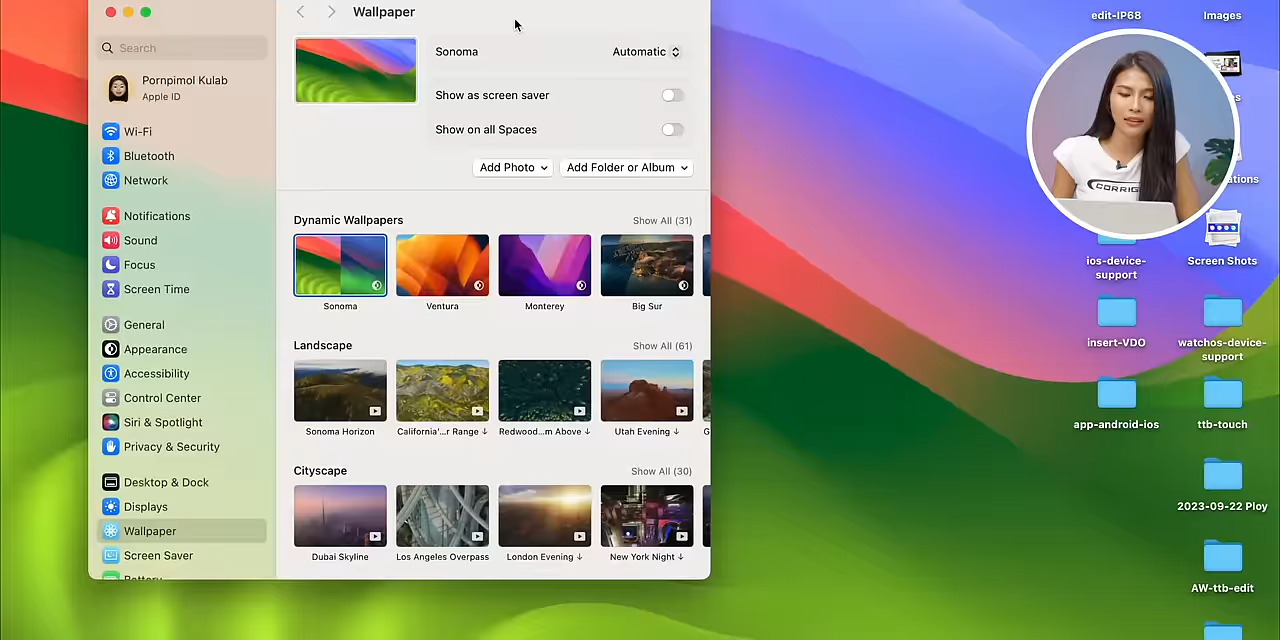 Wallpaper
Search
Pornpimol Kulab
Apple ID
Wi-Fi
Bluetooth
Network
Notifications
Sound
Focus
Screen Time
General
Appearance
Accessibility
Control Center
Siri & Spotlight
Privacy & Security
Desktop & Dock
Displays
Wallpaper
Screen Saver
Battery
Sonoma
Automatic
Show as screen saver
Show on all Spaces
Add Photo
Add Folder or Album
Dynamic Wallpapers
Show All (31)
Sonoma
Ventura
Monterey
Big Sur
Landscape
Show All (61)
Sonoma Horizon
California'...r Range ↓
Redwood...m Above ↓
Utah Evening ↓
Cityscape
Show All (30)
Dubai Skyline
Los Angeles Overpass
London Evening ↓
New York Night ↓
edit-IP68
Images
CORRIG
ios-device-
support
Screen Shots
insert-VDO
watchos-device-
support
app-android-ios
ttb-touch
2023-09-22 Ploy
AW-ttb-edit